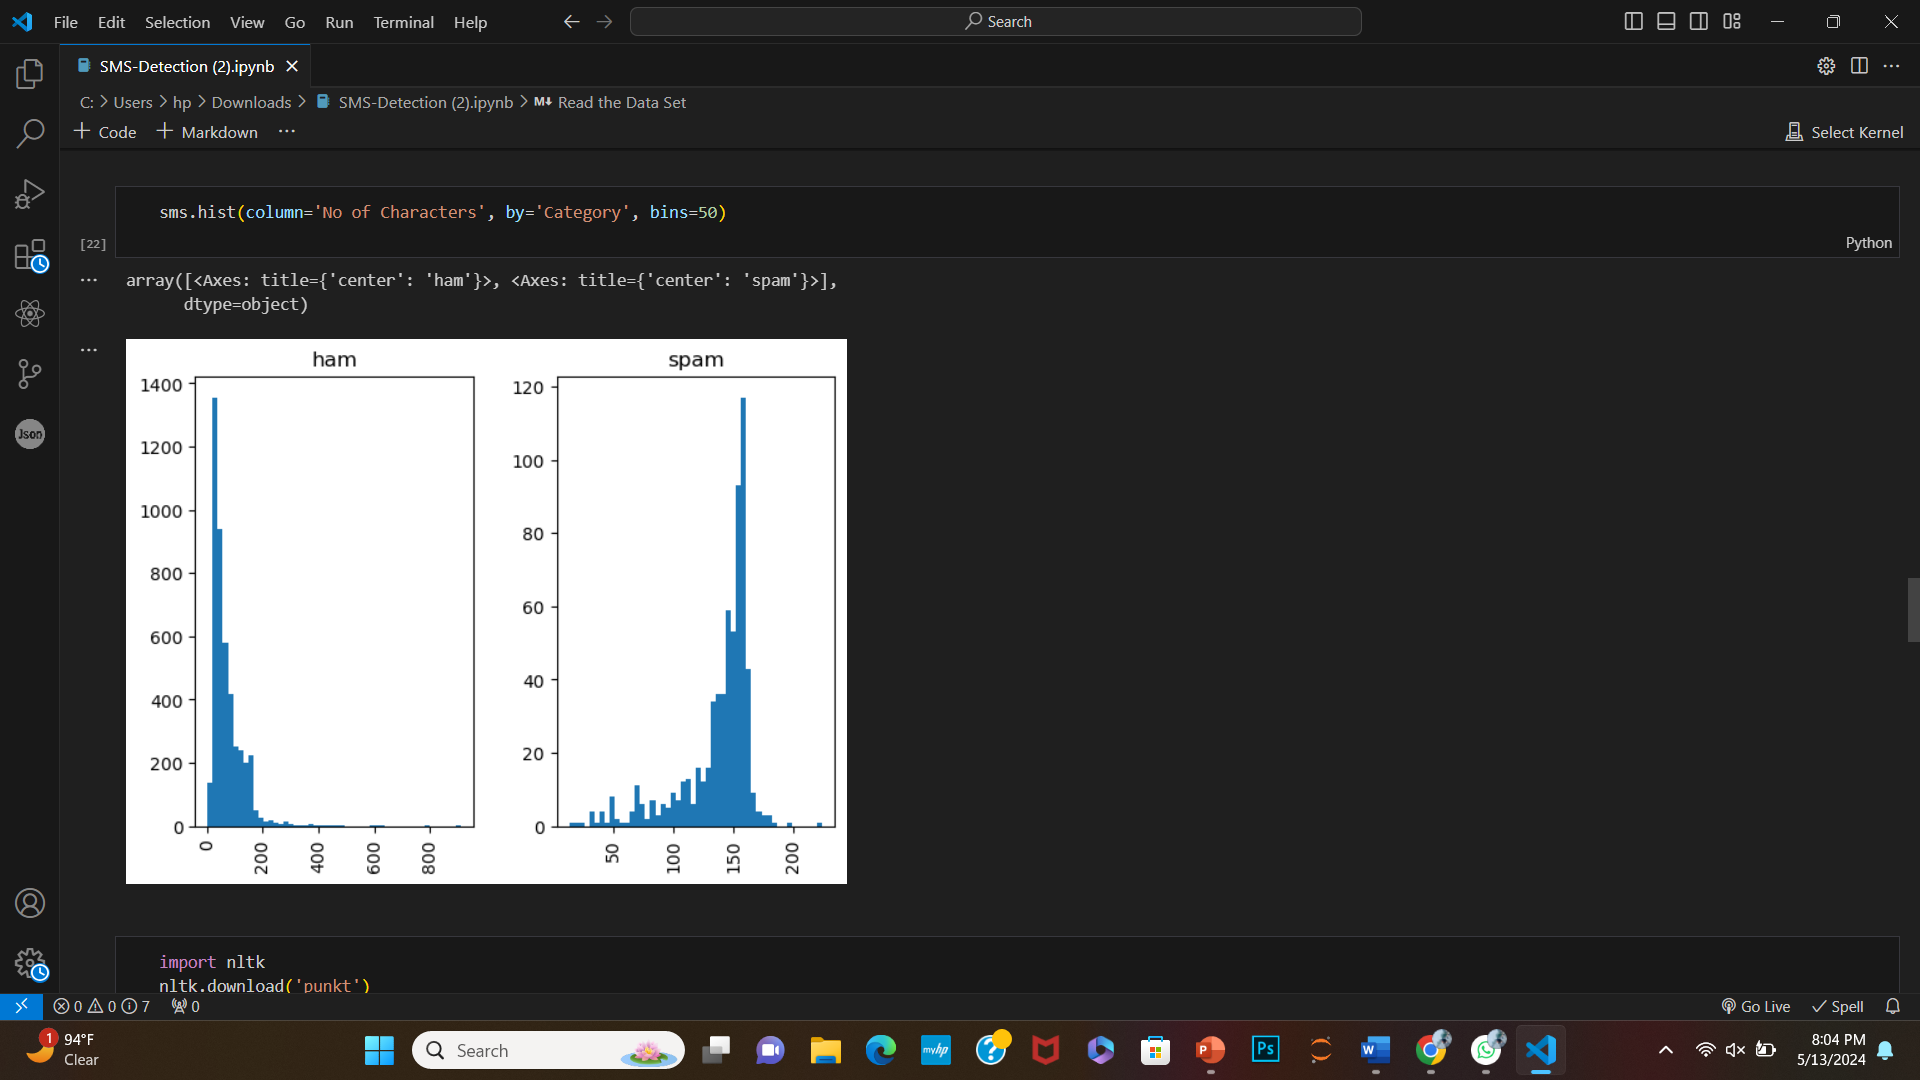 File Edit Selection View Go Run Terminal Help
Search
SMS-Detection (2).ipynb
C: Users hp Downloads SMS-Detection (2).ipynb M↓ Read the Data Set
+ Code + Markdown ...
Select Kernel
sms.hist(column='No of Characters', by='Category', bins=50)
[22]
Python
array([<Axes: title={'center': 'ham'}>, <Axes: title={'center': 'spam'}>],
dtype=object)
ham
spam
1400
1200
1000
800
600
400
200
0
0 200 400 600 800
120
100
80
60
40
20
0
50 100 150 200
import nltk
nltk.download('punkt')
Json
0 0 7 0
Go Live Spell
1
94°F
Clear
Search
myhp
?
P
Ps
W
8:04 PM
5/13/2024